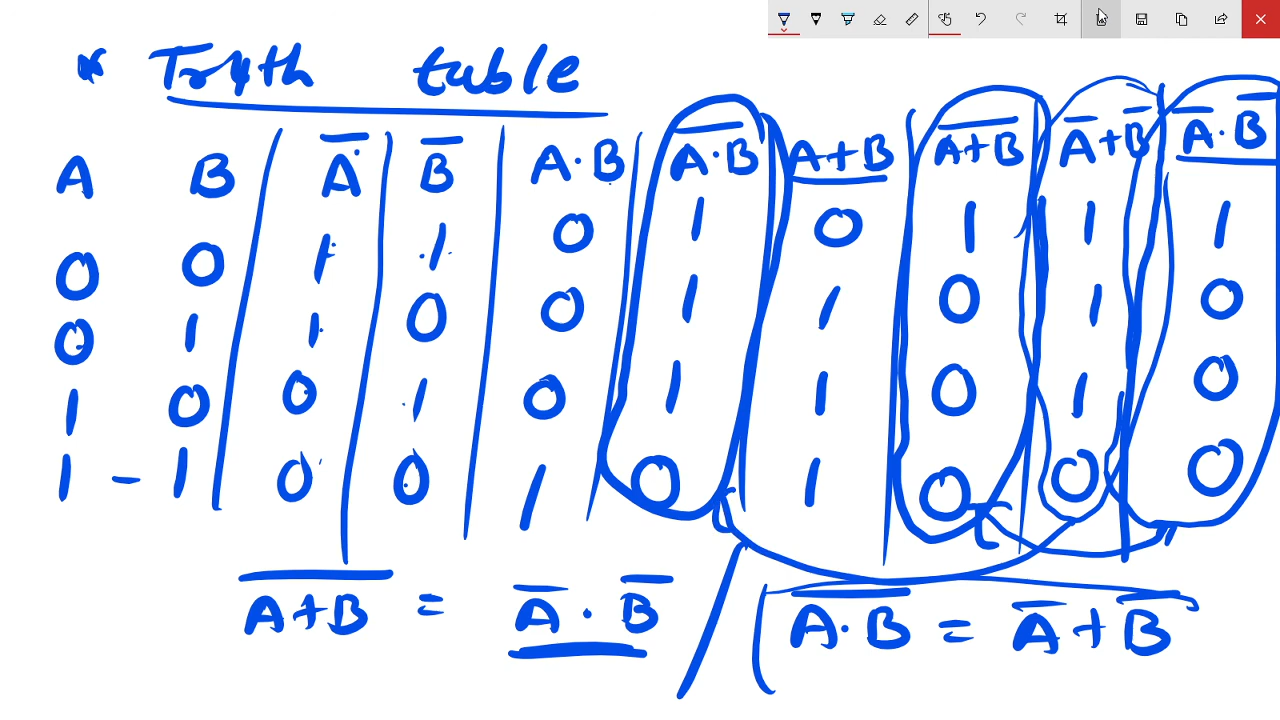 * Truth table
A B A̅ B̅ A·B A̅·̅B̅ A+B A̅+̅B̅ A̅+B̅ A̅·B̅
0 0 1 1 0 1 0 1 1 1
0 1 1 0 0 1 1 0 1 0
1 0 0 1 0 1 1 0 1 0
1 - 1 0 0 1 0 1 0 0 0
A̅+̅B̅ = A̅·B̅ / A̅·̅B̅ = A̅+B̅